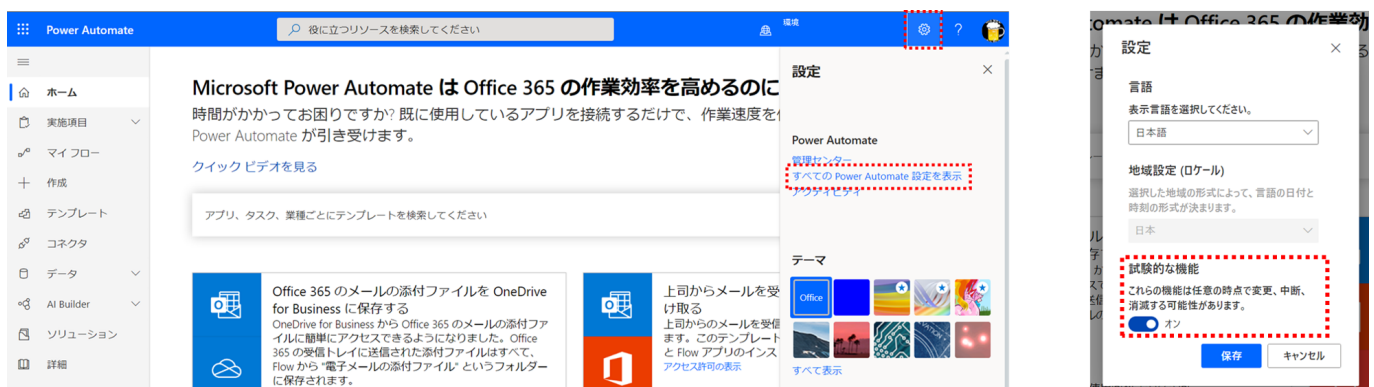 Power Automate
役に立つリソースを検索してください
環境
?
ホーム
実施項目
マイ フロー
作成
テンプレート
コネクタ
データ
AI Builder
ソリューション
詳細
Microsoft Power Automate は Office 365 の作業効率を高めるのに
時間がかかってお困りですか? 既に使用しているアプリを接続するだけで、作業速度を
Power Automate が引き受けます。
クイック ビデオを見る
アプリ、タスク、業種ごとにテンプレートを検索してください
Office 365 のメールの添付ファイルを OneDrive
for Business に保存する
OneDrive for Business から Office 365 のメールの添付ファ
イルに簡単にアクセスできるようになりました。Office
365 の受信トレイに送信された添付ファイルはすべて、
Flow から "電子メールの添付ファイル" というフォルダー
に保存されます。
上司からメールを受
け取る
上司からのメールを受信
ます。このテンプレート
と Flow アプリのインス
アクセス許可の表示
設定
Power Automate
管理センター
すべての Power Automate 設定を表示
アクティビティ
テーマ
Office
すべて表示
omate は Office 365 の作業効
設定
言語
表示言語を選択してください。
日本語
地域設定 (ロケール)
選択した地域の形式によって、言語の日付と
時刻の形式が決まります。
日本
試験的な機能
これらの機能は任意の時点で変更、中断、
消滅する可能性があります。
オン
保存
キャンセル